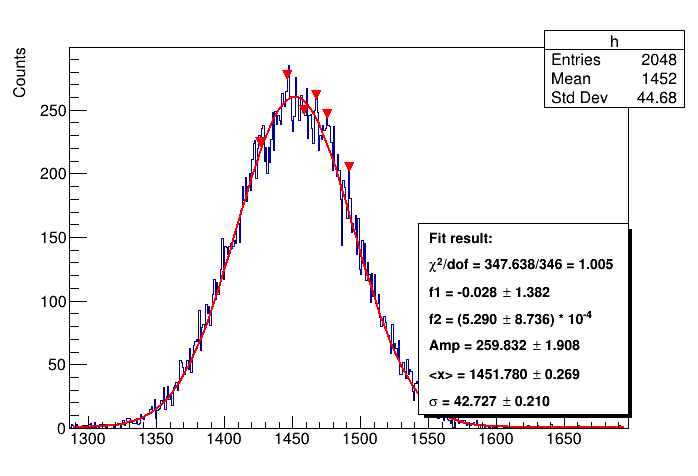 h
Entries 2048
Mean 1452
Std Dev 44.68
Counts
250
200
150
100
50
0
Fit result:
χ²/dof = 347.638/346 = 1.005
f1 = -0.028 ± 1.382
f2 = (5.290 ± 8.736) * 10⁻⁴
Amp = 259.832 ± 1.908
<x> = 1451.780 ± 0.269
σ = 42.727 ± 0.210
1300 1350 1400 1450 1500 1550 1600 1650